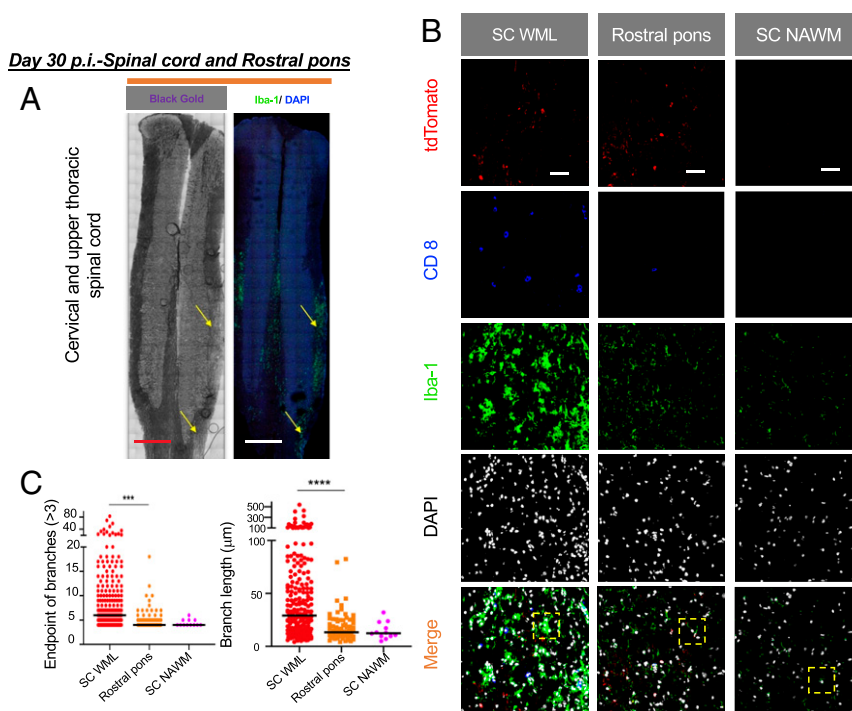 Day 30 p.i.-Spinal cord and Rostral pons
A
Black Gold
Iba-1/ DAPI
Cervical and upper thoracic
spinal cord
B
SC WML
Rostral pons
SC NAWM
tdTomato
CD 8
Iba-1
DAPI
Merge
C
Endpoint of branches (>3)
80
40
20
15
10
5
0
***
SC WML
Rostral pons
SC NAWM
Branch length (μm)
500
300
100
100
50
0
****
SC WML
Rostral pons
SC NAWM